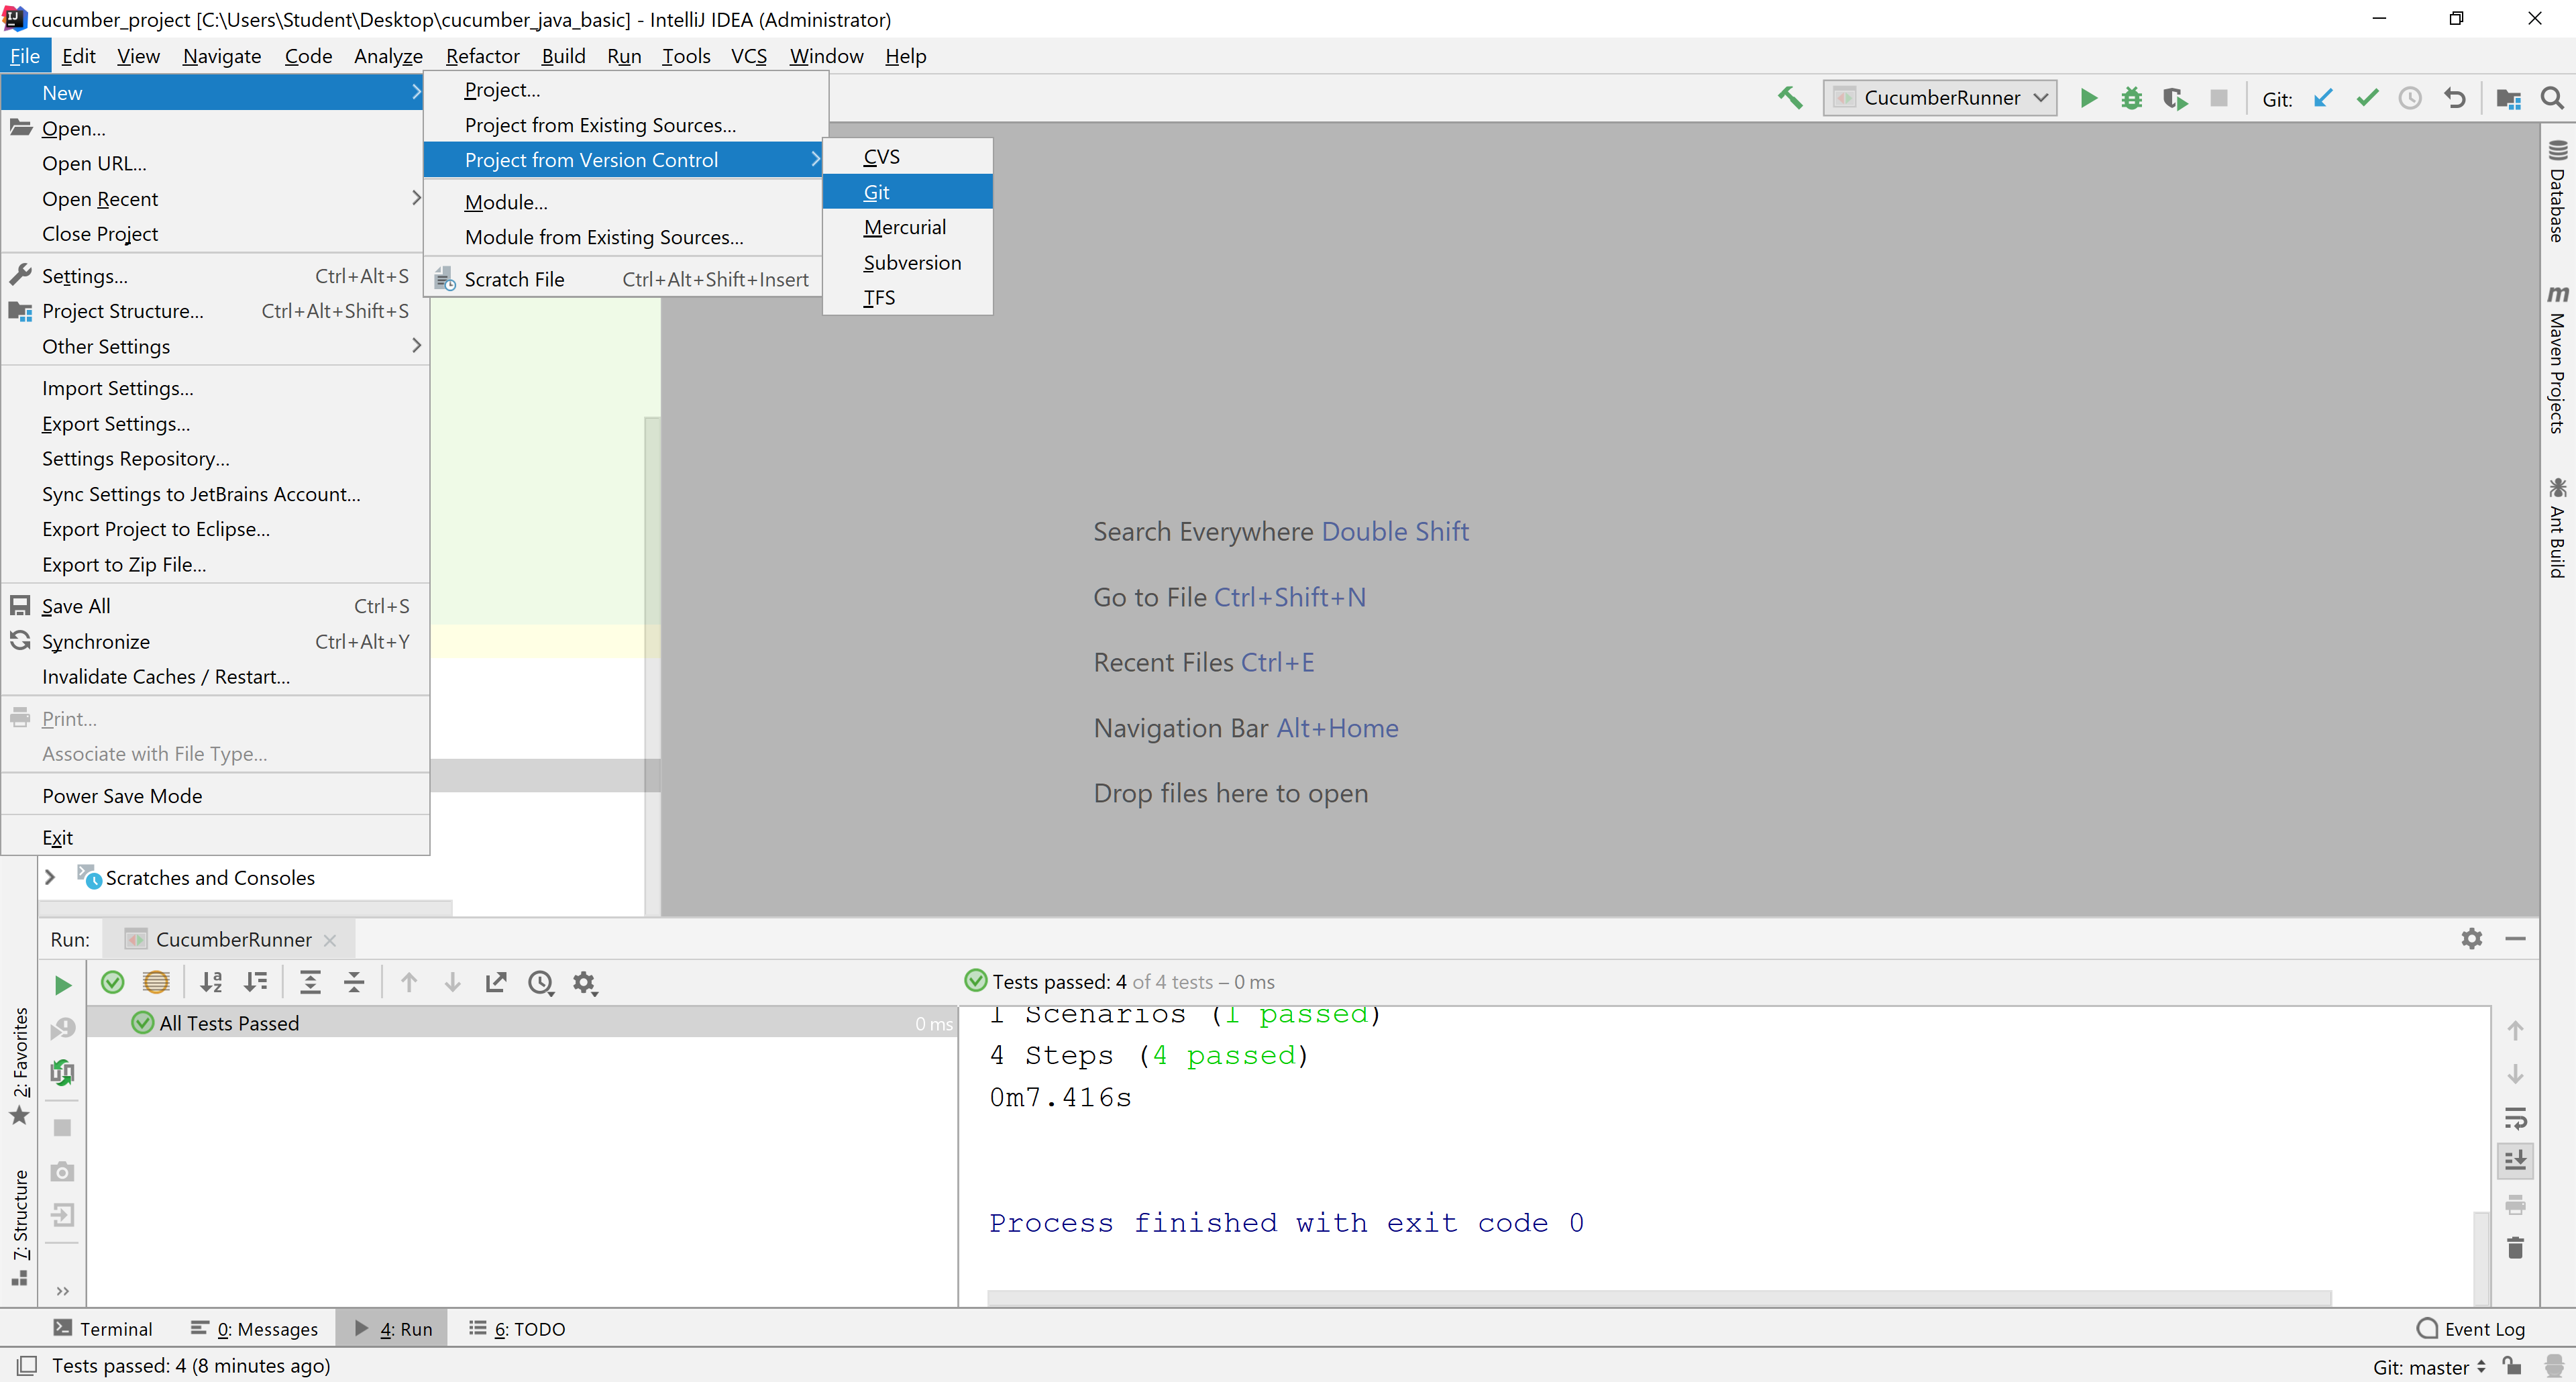 cucumber_project [C:\Users\Student\Desktop\cucumber_java_basic] - IntelliJ IDEA (Administrator)
File Edit View Navigate Code Analyze Refactor Build Run Tools VCS Window Help
CucumberRunner
Git:
New
Open...
Open URL...
Open Recent
Close Project
Settings... Ctrl+Alt+S
Project Structure... Ctrl+Alt+Shift+S
Other Settings
Import Settings...
Export Settings...
Settings Repository...
Sync Settings to JetBrains Account...
Export Project to Eclipse...
Export to Zip File...
Save All Ctrl+S
Synchronize Ctrl+Alt+Y
Invalidate Caches / Restart...
Print...
Associate with File Type...
Power Save Mode
Exit
Project...
Project from Existing Sources...
Project from Version Control
Module...
Module from Existing Sources...
Scratch File Ctrl+Alt+Shift+Insert
CVS
Git
Mercurial
Subversion
TFS
Search Everywhere Double Shift
Go to File Ctrl+Shift+N
Recent Files Ctrl+E
Navigation Bar Alt+Home
Drop files here to open
Database
m Maven Projects
Ant Build
Scratches and Consoles
Run: CucumberRunner
Tests passed: 4 of 4 tests – 0 ms
All Tests Passed 0 ms
1 Scenarios (1 passed)
4 Steps (4 passed)
0m7.416s
Process finished with exit code 0
2: Favorites
7: Structure
Terminal 0: Messages 4: Run 6: TODO Event Log
Tests passed: 4 (8 minutes ago) Git: master